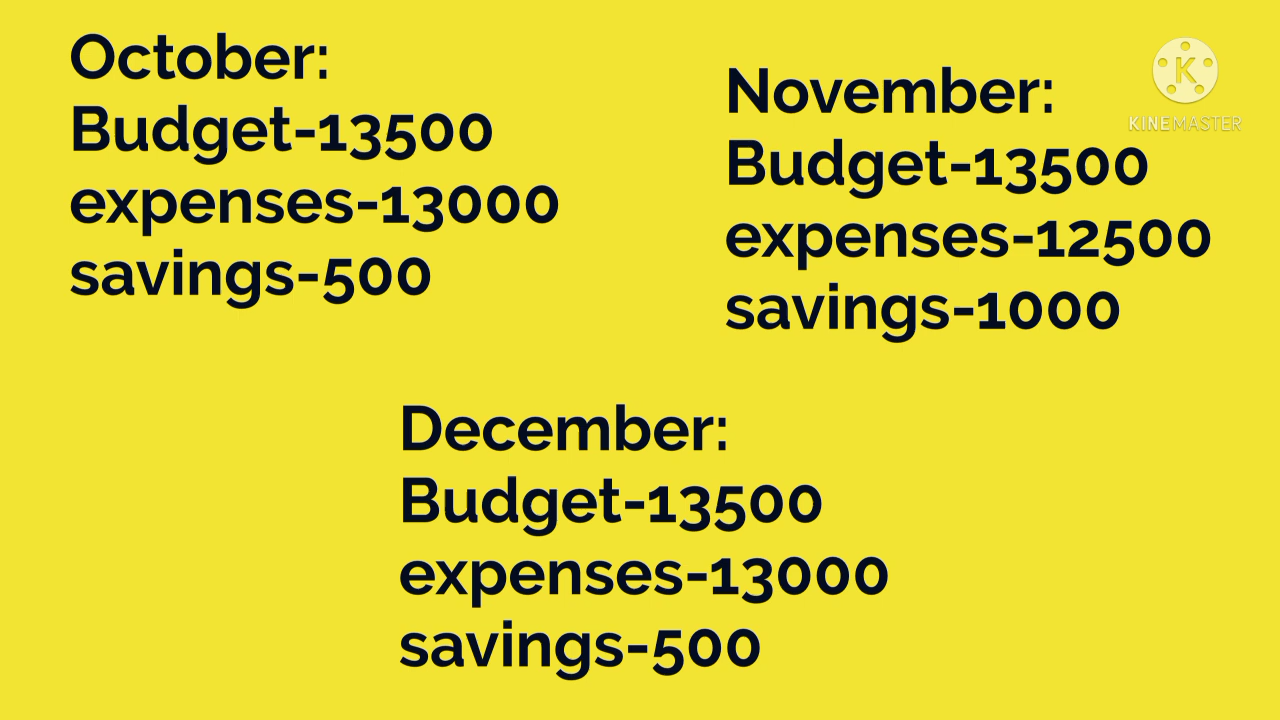 October:
Budget-13500
expenses-13000
savings-500
November:
Budget-13500
expenses-12500
savings-1000
KINEMASTER
December:
Budget-13500
expenses-13000
savings-500